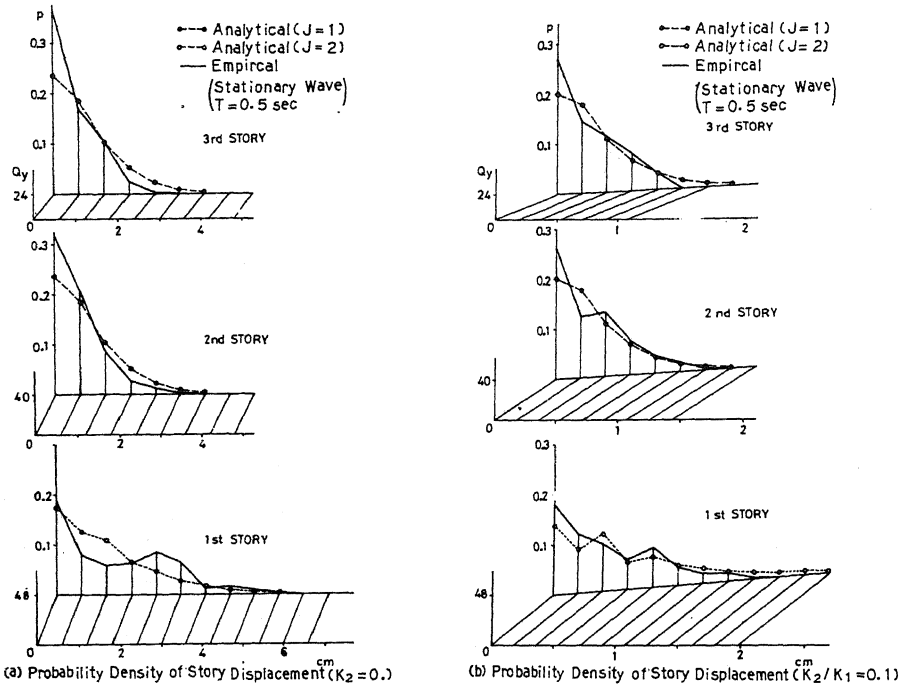 P
0.3
0.2
0.1
Qy
24
0
2
4
Analytical (J=1)
Analytical (J=2)
Empircal
(Stationary Wave)
(T=0.5 sec
3rd STORY
0.3
0.2
0.1
40
0
2
4
2nd STORY
0.2
0.1
48
0
2
4
6
cm
1st STORY
(a) Probability Density of Story Displacement (K2=0.)
P
0.3
0.2
0.1
Qy
24
0
1
2
Analytical (J=1)
Analytical (J=2)
Empirical
(Stationary Wave)
(T=0.5 sec
3rd STORY
0.3
0.2
0.1
40
0
1
2
2nd STORY
0.3
0.2
0.1
48
0
1
2
cm
1st STORY
(b) Probability Density of Story Displacement (K2/K1=0.1)